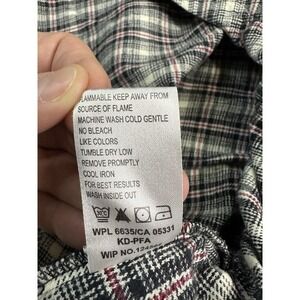 FLAMMABLE KEEP AWAY FROM
SOURCE OF FLAME
MACHINE WASH COLD GENTLE
NO BLEACH
LIKE COLORS
TUMBLE DRY LOW
REMOVE PROMPTLY
COOL IRON
FOR BEST RESULTS
WASH INSIDE OUT
WPL 6635/CA 05331
KD-PFA
WIP NO.